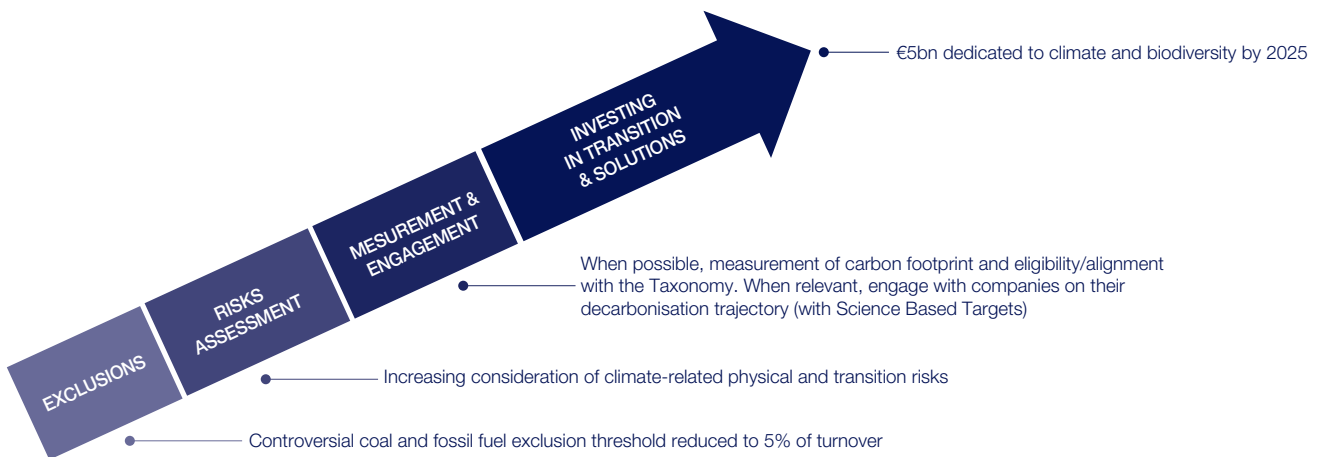 €5bn dedicated to climate and biodiversity by 2025
INVESTING
IN TRANSITION
& SOLUTIONS
MESUREMENT &
ENGAGEMENT
When possible, measurement of carbon footprint and eligibility/alignment
with the Taxonomy. When relevant, engage with companies on their
decarbonisation trajectory (with Science Based Targets)
RISKS
ASSESSMENT
Increasing consideration of climate-related physical and transition risks
EXCLUSIONS
Controversial coal and fossil fuel exclusion threshold reduced to 5% of turnover